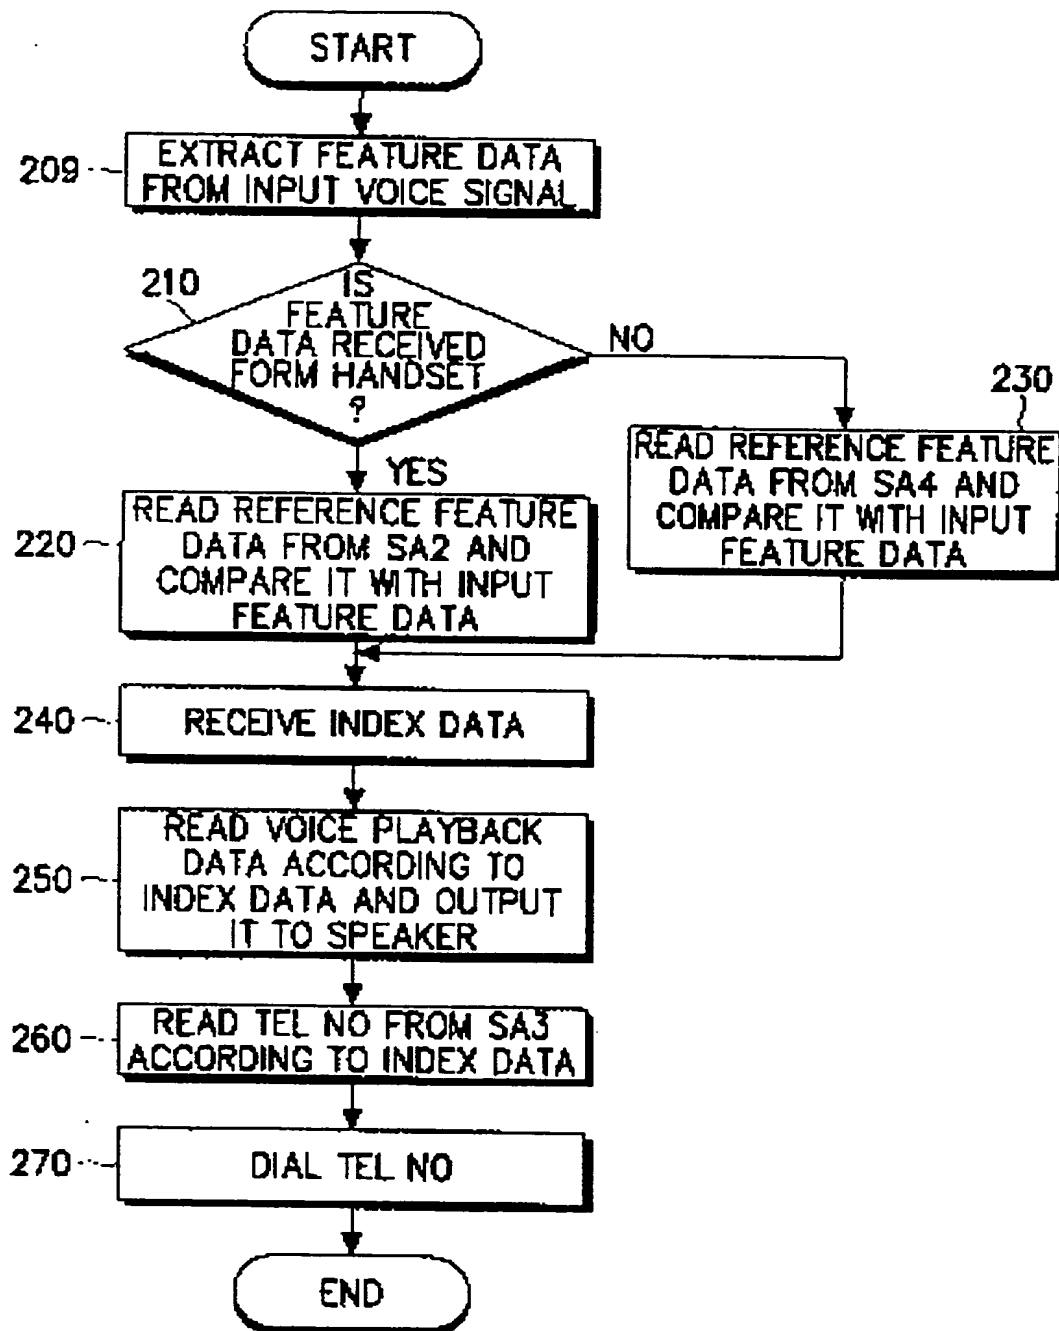 START
209
EXTRACT FEATURE DATA
FROM INPUT VOICE SIGNAL
210
IS
FEATURE
DATA RECEIVED
FORM HANDSET
?
NO
YES
230
READ REFERENCE FEATURE
DATA FROM SA4 AND
COMPARE IT WITH INPUT
FEATURE DATA
220
READ REFERENCE FEATURE
DATA FROM SA2 AND
COMPARE IT WITH INPUT
FEATURE DATA
240
RECEIVE INDEX DATA
250
READ VOICE PLAYBACK
DATA ACCORDING TO
INDEX DATA AND OUTPUT
IT TO SPEAKER
260
READ TEL NO FROM SA3
ACCORDING TO INDEX DATA
270
DIAL TEL NO
END